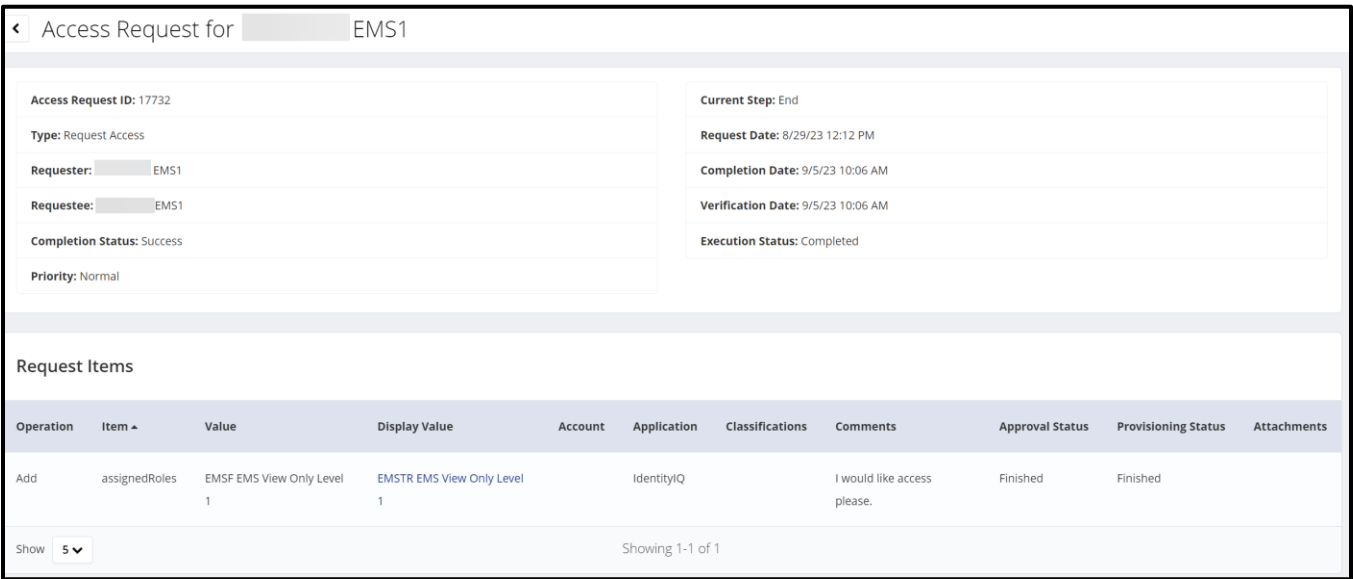 Access Request for EMS1
Access Request ID: 17732
Type: Request Access
Requester: EMS1
Requestee: EMS1
Completion Status: Success
Priority: Normal
Current Step: End
Request Date: 8/29/23 12:12 PM
Completion Date: 9/5/23 10:06 AM
Verification Date: 9/5/23 10:06 AM
Execution Status: Completed
Request Items
Operation Item Value Display Value Account Application Classifications Comments Approval Status Provisioning Status Attachments
Add assignedRoles EMSF EMS View Only Level EMSTR EMS View Only Level IdentityIQ I would like access Finished Finished
1 1 please.
Show 5 Showing 1-1 of 1